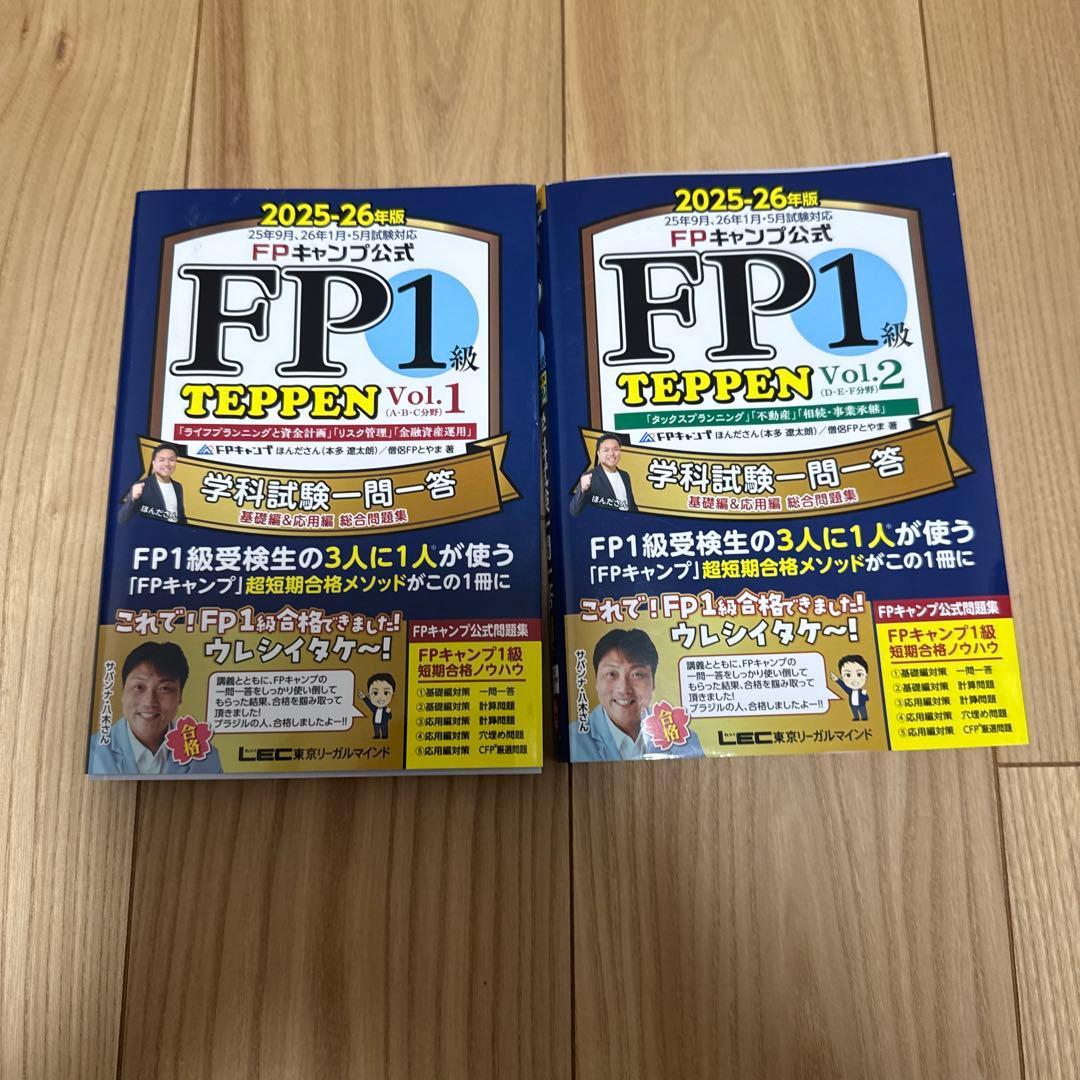 2025-26年版
25年9月、26年1月・5月試験対応
FPキャンプ公式
FP1級
TEPPEN Vol.1
(A・B・C分野)
「ライフプランニングと資金計画」「リスク管理」「金融資産運用」
FPキャンプ ほんださん(本多 遼太朗)/僧侶FPとやま 著
ほんださん
学科試験一問一答
基礎編&応用編 総合問題集
FP1級受検生の3人に1人※が使う
「FPキャンプ」超短期合格メソッドがこの1冊に
これで!FP1級合格できました!
ウレシイタケ〜!
サバンナ・八木さん
講義とともに、FPキャンプの
一問一答をしっかり使い倒して
もらった結果、合格を掴み取って
頂きました!
ブラジルの人、合格しましたよー!!
合格
LEC東京リーガルマインド
FPキャンプ公式問題集
FPキャンプ1級
短期合格ノウハウ
①基礎編対策 一問一答
②基礎編対策 計算問題
③応用編対策 計算問題
④応用編対策 穴埋め問題
⑤応用編対策 CFP®厳選問題
2025-26年版
25年9月、26年1月・5月試験対応
FPキャンプ公式
FP1級
TEPPEN Vol.2
(D・E・F分野)
「タックスプランニング」「不動産」「相続・事業承継」
FPキャンプ ほんださん(本多 遼太朗)/僧侶FPとやま 著
ほんださん
学科試験一問一答
基礎編&応用編 総合問題集
FP1級受検生の3人に1人※が使う
「FPキャンプ」超短期合格メソッドがこの1冊に
これで!FP1級合格できました!
ウレシイタケ〜!
サバンナ・八木さん
講義とともに、FPキャンプの
一問一答をしっかり使い倒して
もらった結果、合格を掴み取って
頂きました!
ブラジルの人、合格しましたよー!!
合格
LEC東京リーガルマインド
FPキャンプ公式問題集
FPキャンプ1級
短期合格ノウハウ
①基礎編対策 一問一答
②基礎編対策 計算問題
③応用編対策 計算問題
④応用編対策 穴埋め問題
⑤応用編対策 CFP®厳選問題